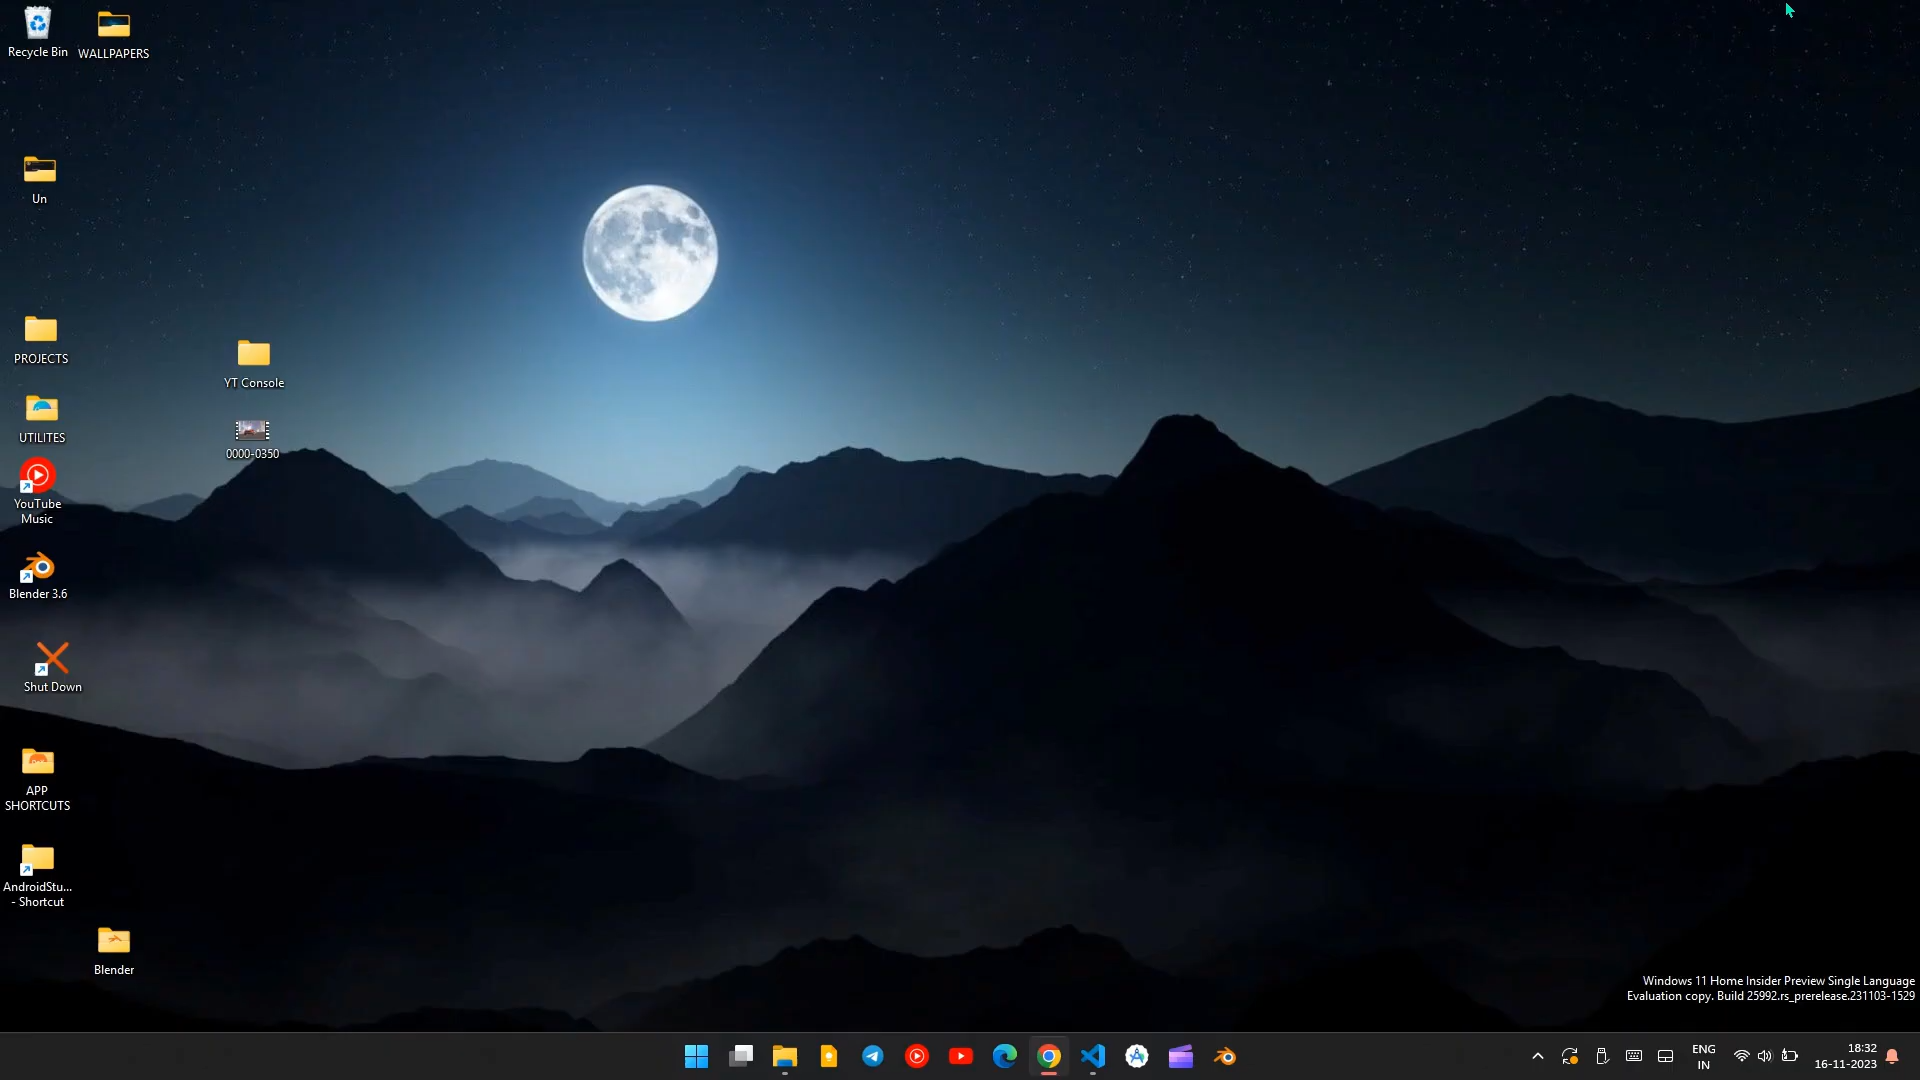 Recycle Bin
WALLPAPERS
Un
PROJECTS
YT Console
UTILITES
0000-0350
YouTube
Music
Blender 3.6
Shut Down
APP
SHORTCUTS
AndroidStu...
- Shortcut
Blender
Windows 11 Home Insider Preview Single Language
Evaluation copy. Build 25992.rs_prerelease.231103-1529
ENG
IN
18:32
16-11-2023